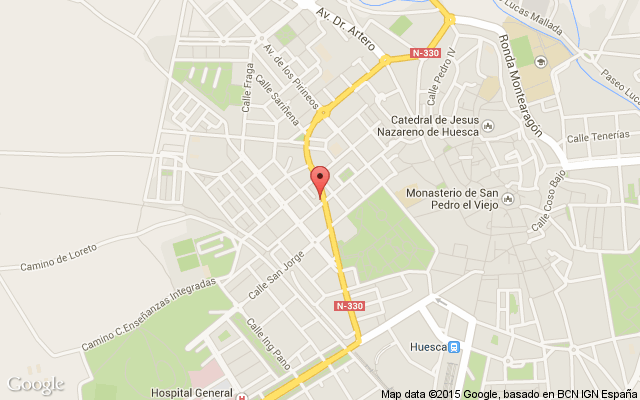 Lucas Mallada
Av. Dr. Artero
N-330
Ronda Montearagón
Calle Pedro IV
Av. de los Pirineos
Calle Fraga
Calle Sariñena
Paseo Luc
Catedral de Jesus
Nazareno de Huesca
Calle Tenerías
Monasterio de San
Pedro el Viejo
Calle Coso Bajo
Camino de Loreto
Calle San Jorge
Camino C.Enseñanzas Integradas
N-330
Calle Ing Pano
Huesca
Hospital General
H
Google
Map data ©2015 Google, basado en BCN IGN España